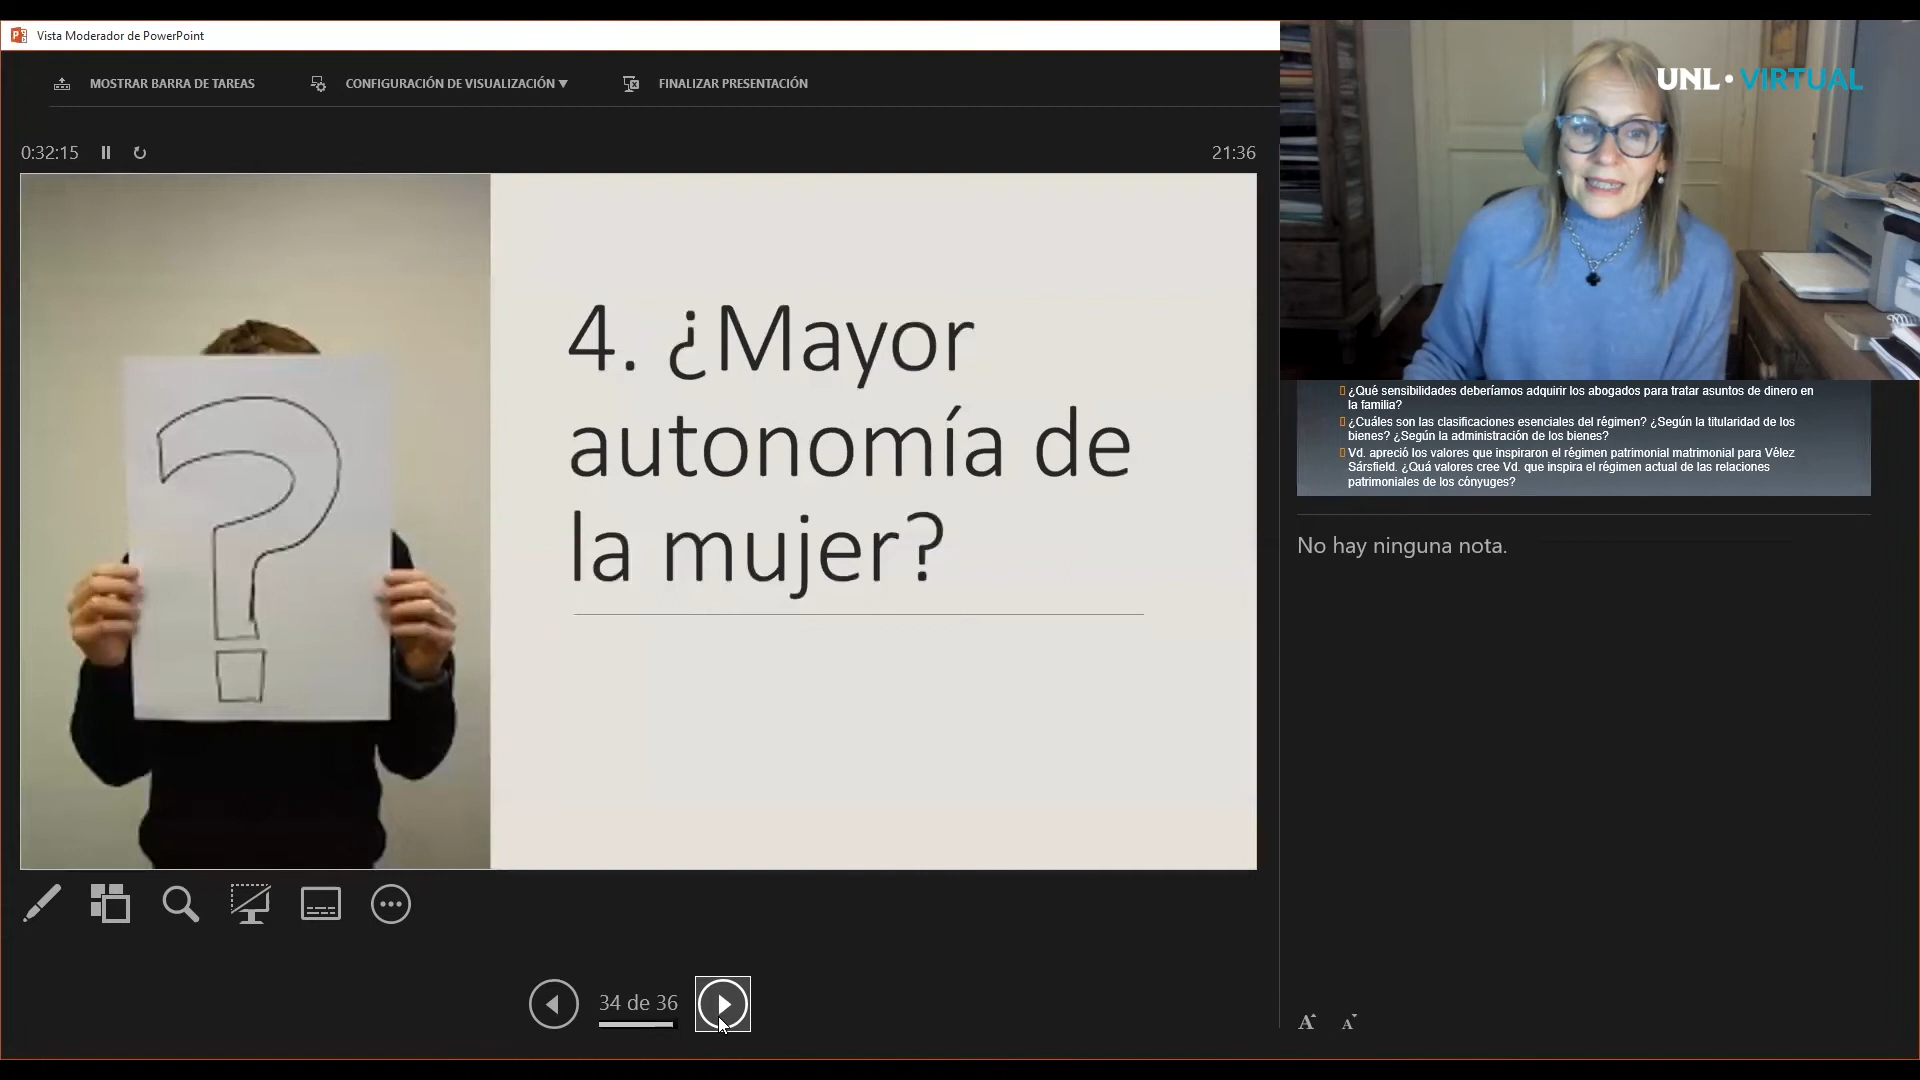 Vista Moderador de PowerPoint
MOSTRAR BARRA DE TAREAS
CONFIGURACIÓN DE VISUALIZACIÓN
FINALIZAR PRESENTACIÓN
0:32:15
21:36
4. ¿Mayor
autonomía de
la mujer?
34 de 36
UNL • VIRTUAL
¿Qué sensibilidades deberíamos adquirir los abogados para tratar asuntos de dinero en
la familia?
¿Cuáles son las clasificaciones esenciales del régimen? ¿Según la titularidad de los
bienes? ¿Según la administración de los bienes?
Vd. apreció los valores que inspiraron el régimen patrimonial matrimonial para Vélez
Sársfield. ¿Quá valores cree Vd. que inspira el régimen actual de las relaciones
patrimoniales de los cónyuges?
No hay ninguna nota.
A A